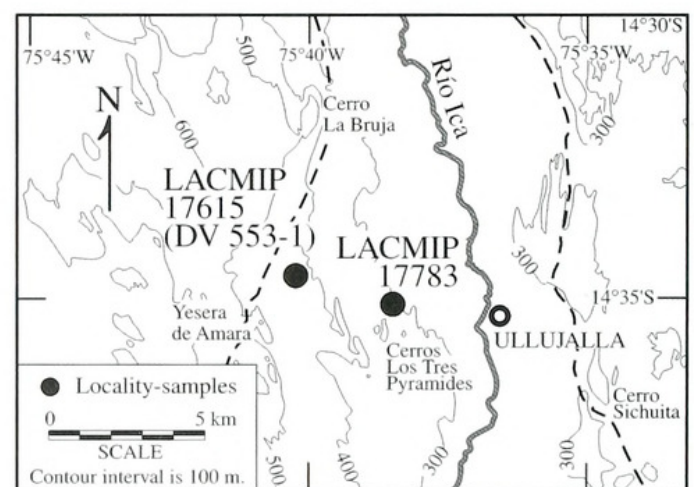 14°30'S
75°45'W
500
75°40'W
75°35'W
Río Ica
N
Cerro
La Bruja
300
600
LACMIP
17615
(DV 553-1)
LACMIP
17783
300
14°35'S
Yesera
de Amara
ULLUJALLA
Cerros
Los Tres
Pyramides
Locality-samples
0 5 km
SCALE
Contour interval is 100 m.
Cerro
Sichuita
500
400
300
300